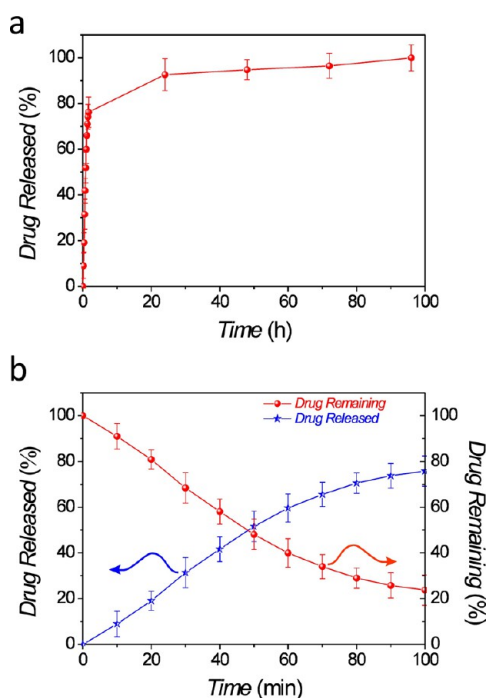 a
100
80
60
40
20
0
Drug Released (%)
0 20 40 60 80 100
Time (h)
b
Drug Remaining
Drug Released
100 100
80 80
60 60
40 40
20 20
0 0
Drug Released (%)
Drug Remaining (%)
0 20 40 60 80 100
Time (min)